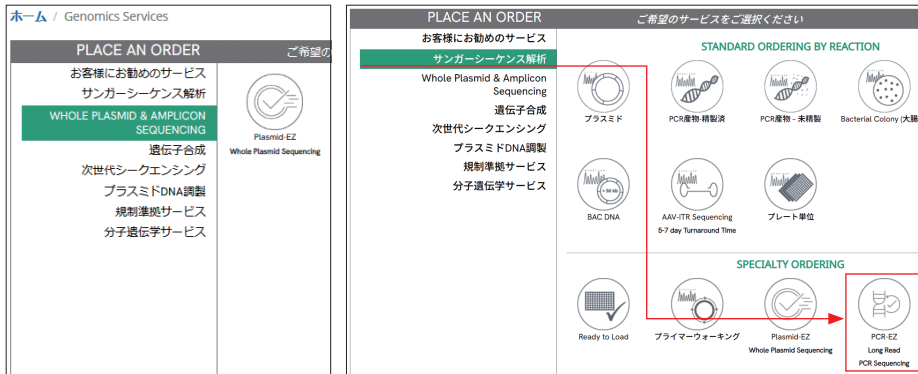 ホーム / Genomics Services
PLACE AN ORDER
ご希望の
お客様にお勧めのサービス
サンガーシーケンス解析
WHOLE PLASMID & AMPLICON
SEQUENCING
遺伝子合成
次世代シークエンシング
プラスミドDNA調製
規制準拠サービス
分子遺伝学サービス
Plasmid-EZ
Whole Plasmid Sequencing
PLACE AN ORDER
ご希望のサービスをご選択ください
お客様にお勧めのサービス
サンガーシーケンス解析
Whole Plasmid & Amplicon
Sequencing
遺伝子合成
次世代シークエンシング
プラスミドDNA調製
規制準拠サービス
分子遺伝学サービス
STANDARD ORDERING BY REACTION
プラスミド
PCR産物-精製済
PCR産物 - 未精製
Bacterial Colony (大腸
> 50 kb
BAC DNA
AAV-ITR Sequencing
5-7 day Turnaround Time
プレート単位
SPECIALTY ORDERING
Ready to Load
プライマーウォーキング
Plasmid-EZ
Whole Plasmid Sequencing
PCR-EZ
Long Read
PCR Sequencing